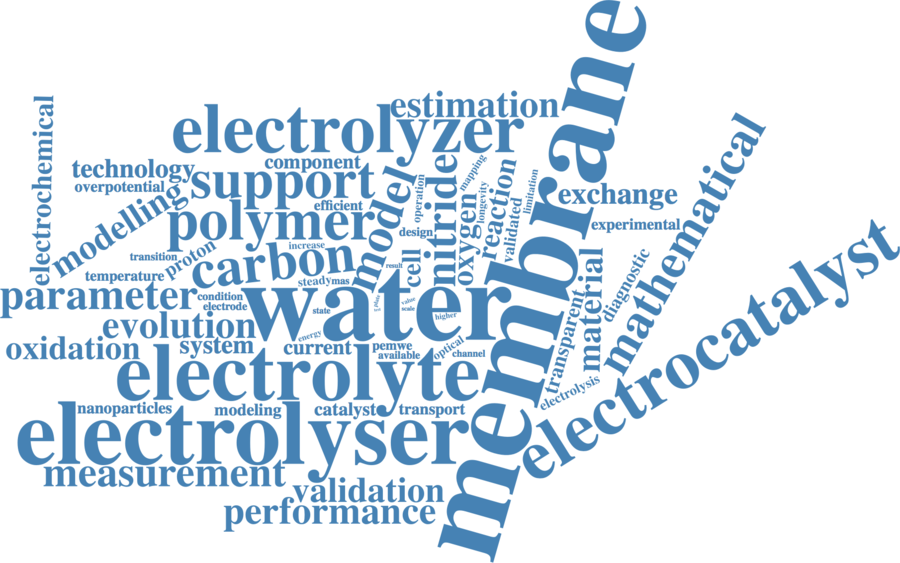 membrane
estimation
electrolyzer
electrochemical
technology
component
overpotential
support
modelling
efficient
polymer
model
operation
design
nitride
mapping
oxygen
longevity
reaction
validated
limitation
exchange
experimental
mathematical
electrocatalyst
transition
proton
increase
carbon
result
cell
temperature
steadymas
parameter
condition
electrode
water
state
plate
value
scale
higher
transparent
material
diagnostic
evolution
energy
oxidation
system
current
pemwe
available
optical
channel
electrolyte
electrolysis
nanoparticles
modeling
catalyst
transport
electrolyser
measurement
validation
performance